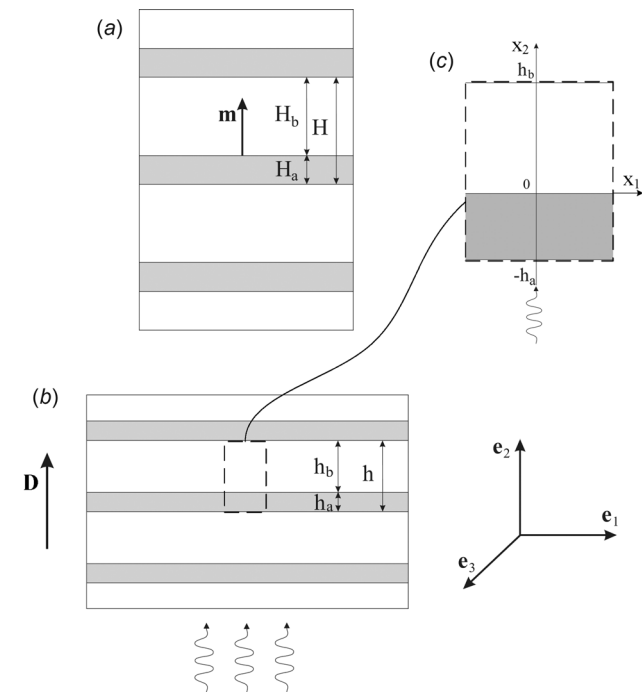 (a)
m
H_b
H
H_a
(c)
x_2
h_b
0
x_1
-h_a
(b)
D
h_b
h
h_a
e_2
e_1
e_3